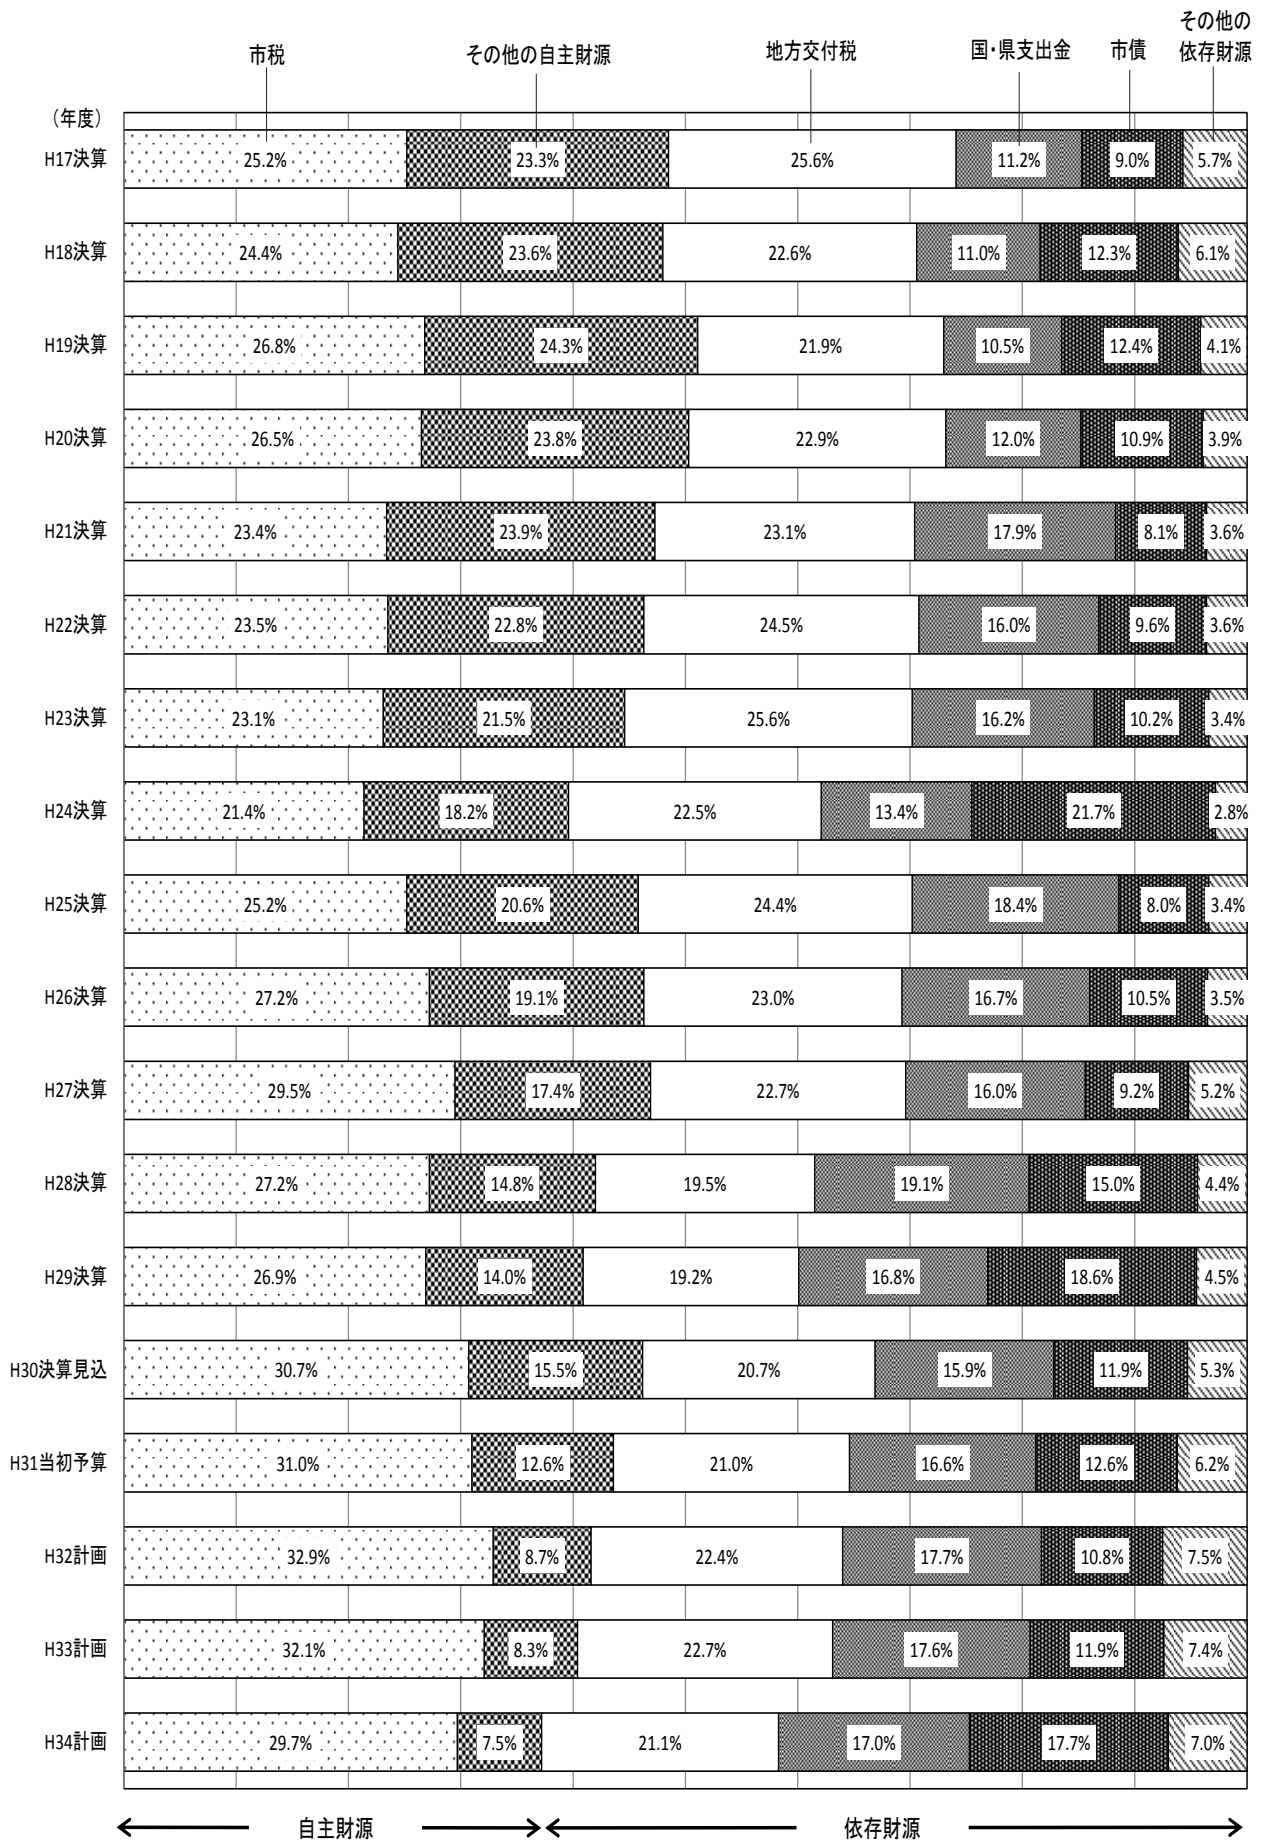 その他の
市税 その他の自主財源 地方交付税 国・県支出金 市債 依存財源
（年度）
H17決算 25.2% 23.3% 25.6% 11.2% 9.0% 5.7%
H18決算 24.4% 23.6% 22.6% 11.0% 12.3% 6.1%
H19決算 26.8% 24.3% 21.9% 10.5% 12.4% 4.1%
H20決算 26.5% 23.8% 22.9% 12.0% 10.9% 3.9%
H21決算 23.4% 23.9% 23.1% 17.9% 8.1% 3.6%
H22決算 23.5% 22.8% 24.5% 16.0% 9.6% 3.6%
H23決算 23.1% 21.5% 25.6% 16.2% 10.2% 3.4%
H24決算 21.4% 18.2% 22.5% 13.4% 21.7% 2.8%
H25決算 25.2% 20.6% 24.4% 18.4% 8.0% 3.4%
H26決算 27.2% 19.1% 23.0% 16.7% 10.5% 3.5%
H27決算 29.5% 17.4% 22.7% 16.0% 9.2% 5.2%
H28決算 27.2% 14.8% 19.5% 19.1% 15.0% 4.4%
H29決算 26.9% 14.0% 19.2% 16.8% 18.6% 4.5%
H30決算見込 30.7% 15.5% 20.7% 15.9% 11.9% 5.3%
H31当初予算 31.0% 12.6% 21.0% 16.6% 12.6% 6.2%
H32計画 32.9% 8.7% 22.4% 17.7% 10.8% 7.5%
H33計画 32.1% 8.3% 22.7% 17.6% 11.9% 7.4%
H34計画 29.7% 7.5% 21.1% 17.0% 17.7% 7.0%
自主財源 依存財源